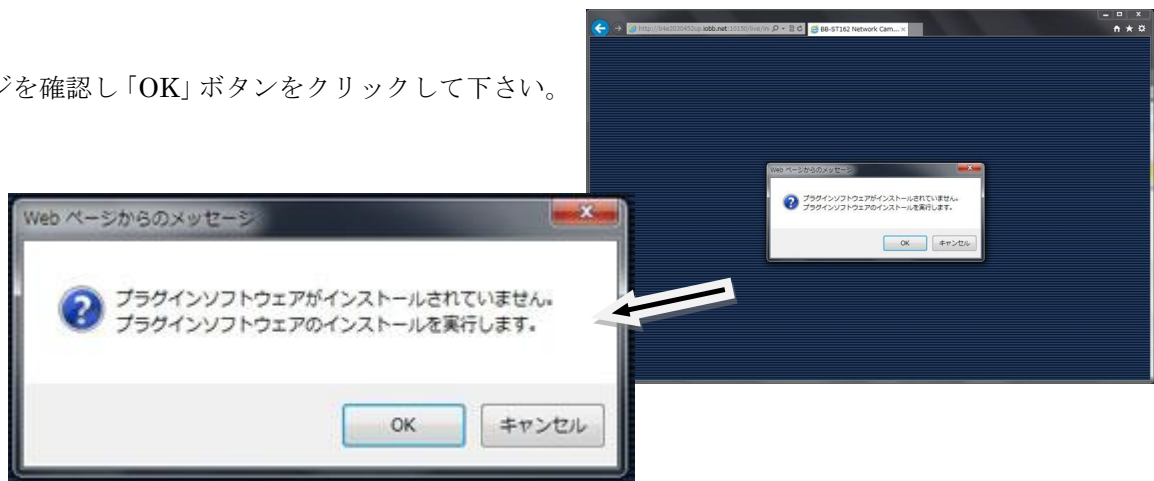 BB-ST162 Network Cam...
ジを確認し「OK」ボタンをクリックして下さい。
Web ページからのメッセージ
プラグインソフトウェアがインストールされていません。
プラグインソフトウェアのインストールを実行します。
OK キャンセル
Web ページからのメッセージ
プラグインソフトウェアがインストールされていません。
プラグインソフトウェアのインストールを実行します。
OK キャンセル